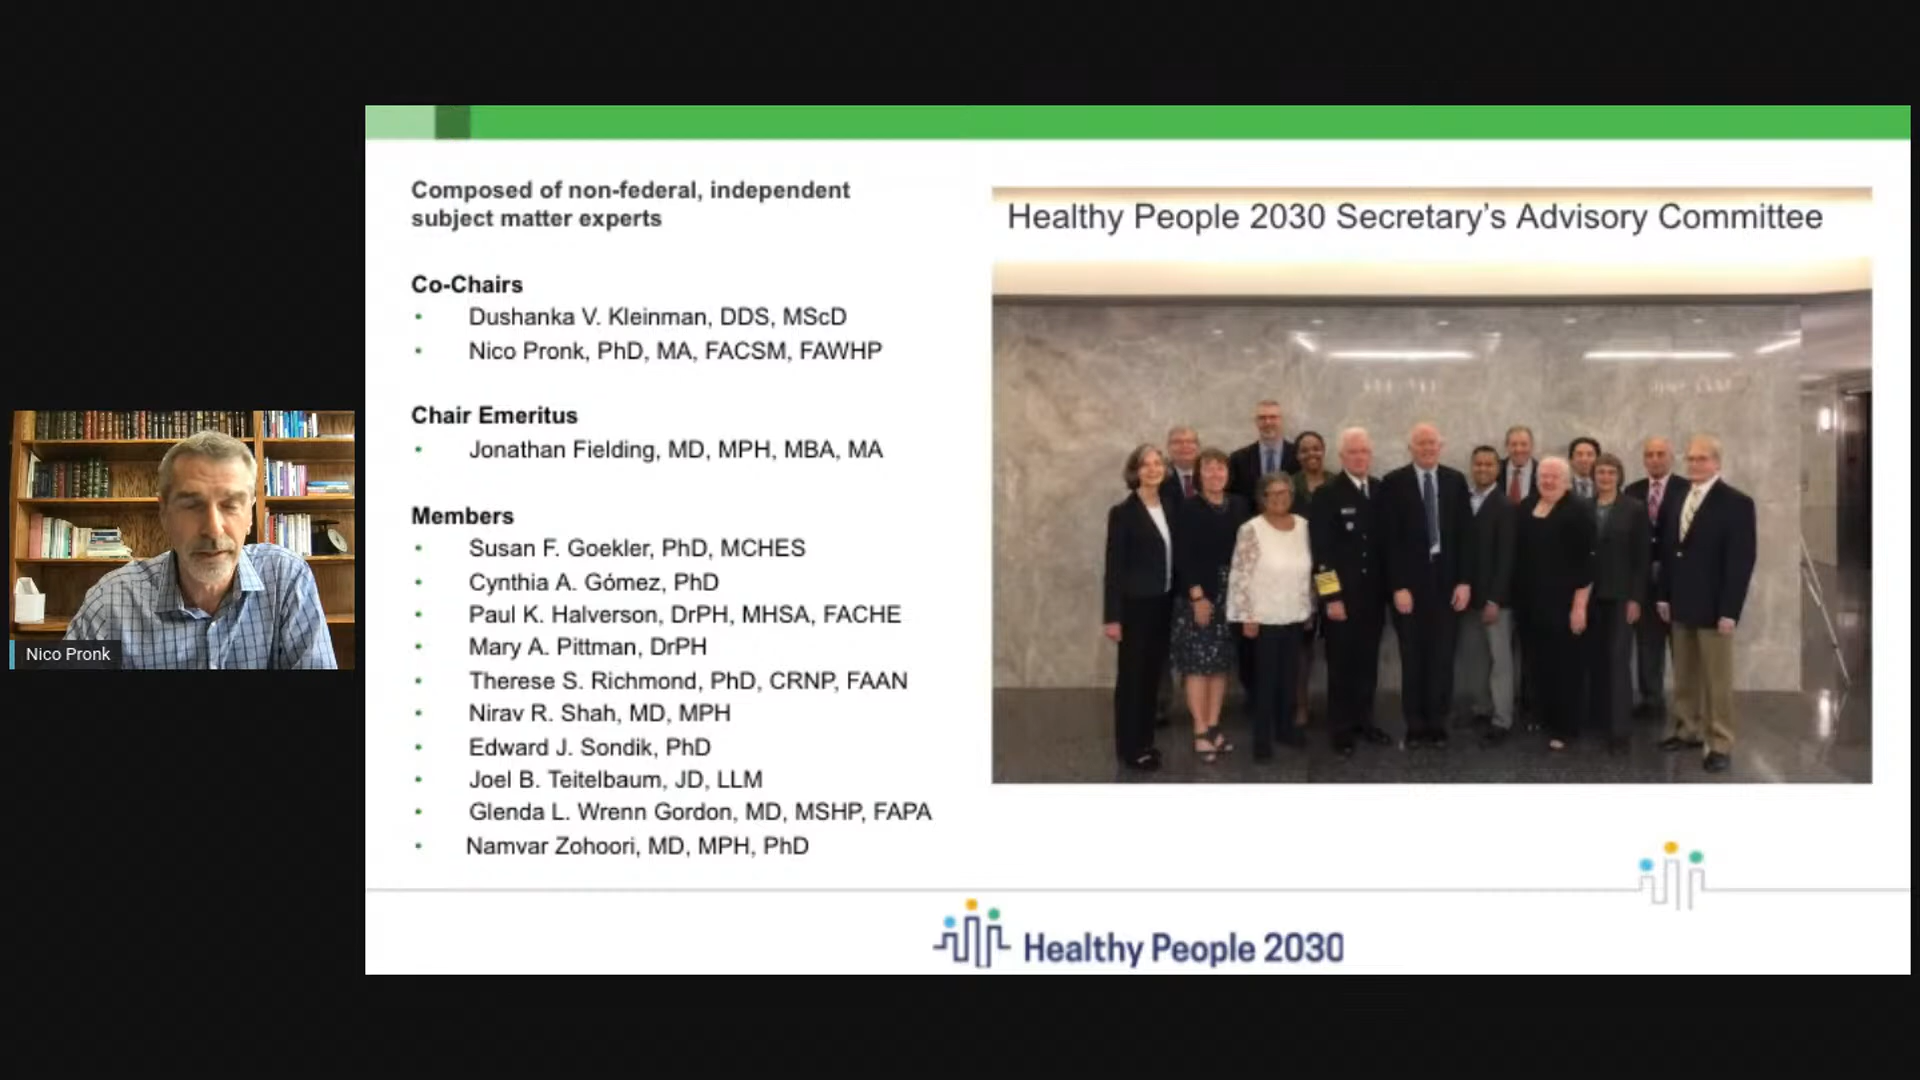 Composed of non-federal, independent
subject matter experts
Co-Chairs
• Dushanka V. Kleinman, DDS, MScD
• Nico Pronk, PhD, MA, FACSM, FAWHP
Chair Emeritus
• Jonathan Fielding, MD, MPH, MBA, MA
Members
• Susan F. Goekler, PhD, MCHES
• Cynthia A. Gómez, PhD
• Paul K. Halverson, DrPH, MHSA, FACHE
• Mary A. Pittman, DrPH
• Therese S. Richmond, PhD, CRNP, FAAN
• Nirav R. Shah, MD, MPH
• Edward J. Sondik, PhD
• Joel B. Teitelbaum, JD, LLM
• Glenda L. Wrenn Gordon, MD, MSHP, FAPA
• Namvar Zohoori, MD, MPH, PhD
Healthy People 2030 Secretary’s Advisory Committee
Nico Pronk
Healthy People 2030